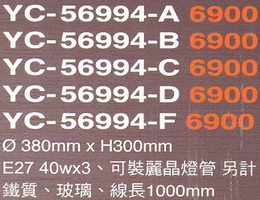 YC-56994-A 6900
YC-56994-B 6900
YC-56994-C 6900
YC-56994-D 6900
YC-56994-F 6900
Ø 380mm x H300mm
E27 40wx3、可裝麗晶燈管 另計
鐵質、玻璃、線長1000mm